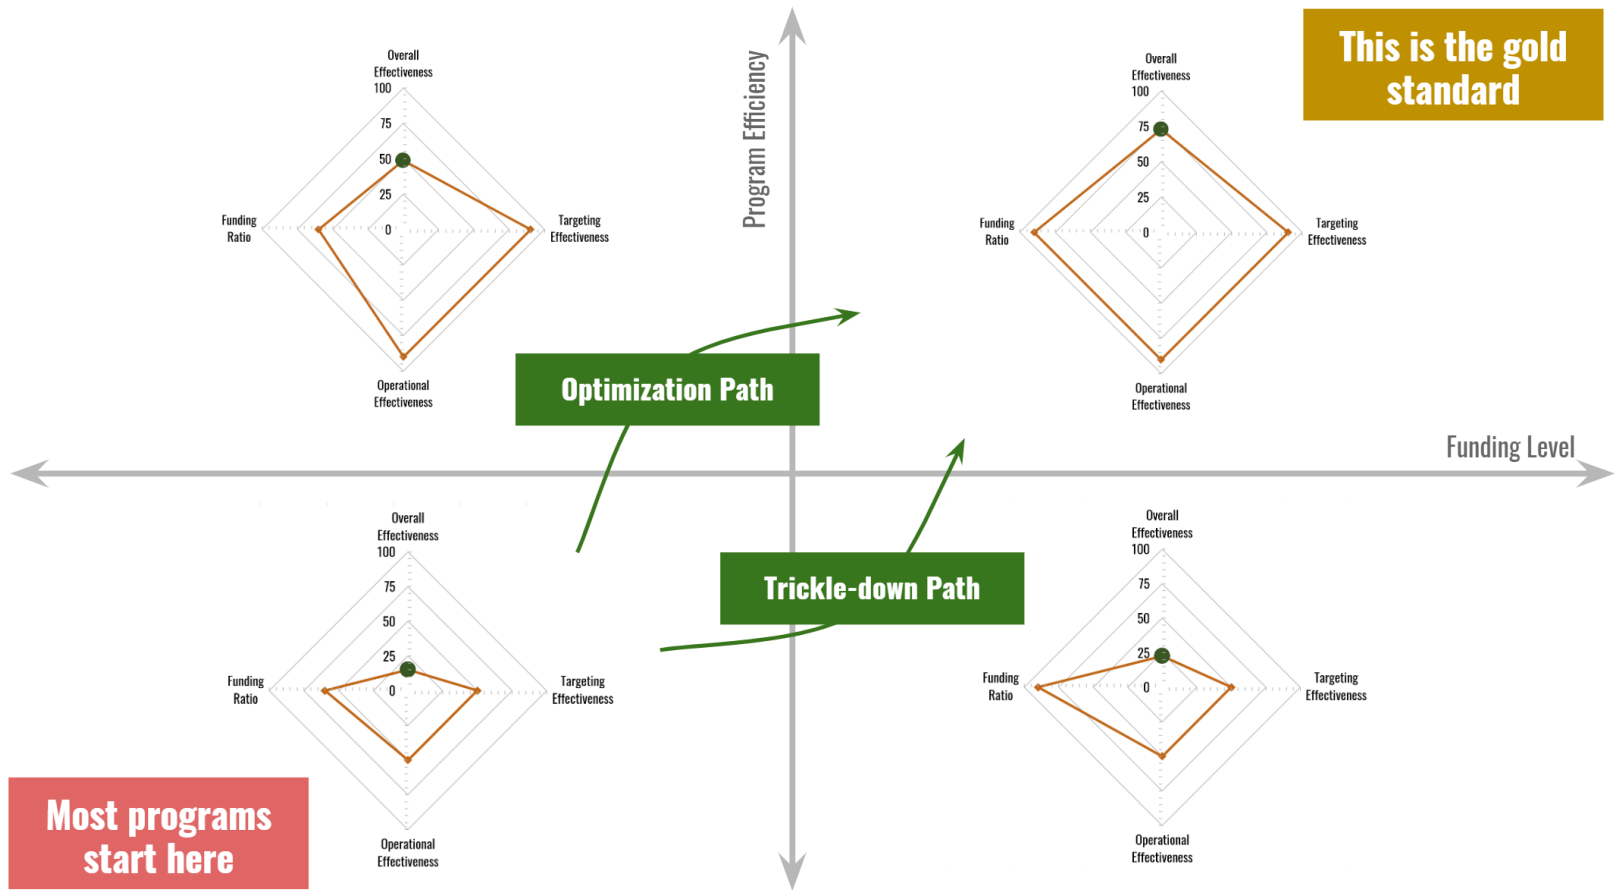 Overall
Effectiveness
100
75
50
25
0
Funding
Ratio
Targeting
Effectiveness
Operational
Effectiveness
Program Efficiency
Overall
Effectiveness
100
75
50
25
0
Funding
Ratio
Targeting
Effectiveness
Operational
Effectiveness
This is the gold
standard
Optimization Path
Funding Level
Overall
Effectiveness
100
75
50
25
0
Funding
Ratio
Targeting
Effectiveness
Operational
Effectiveness
Trickle-down Path
Overall
Effectiveness
100
75
50
25
0
Funding
Ratio
Targeting
Effectiveness
Operational
Effectiveness
Most programs
start here